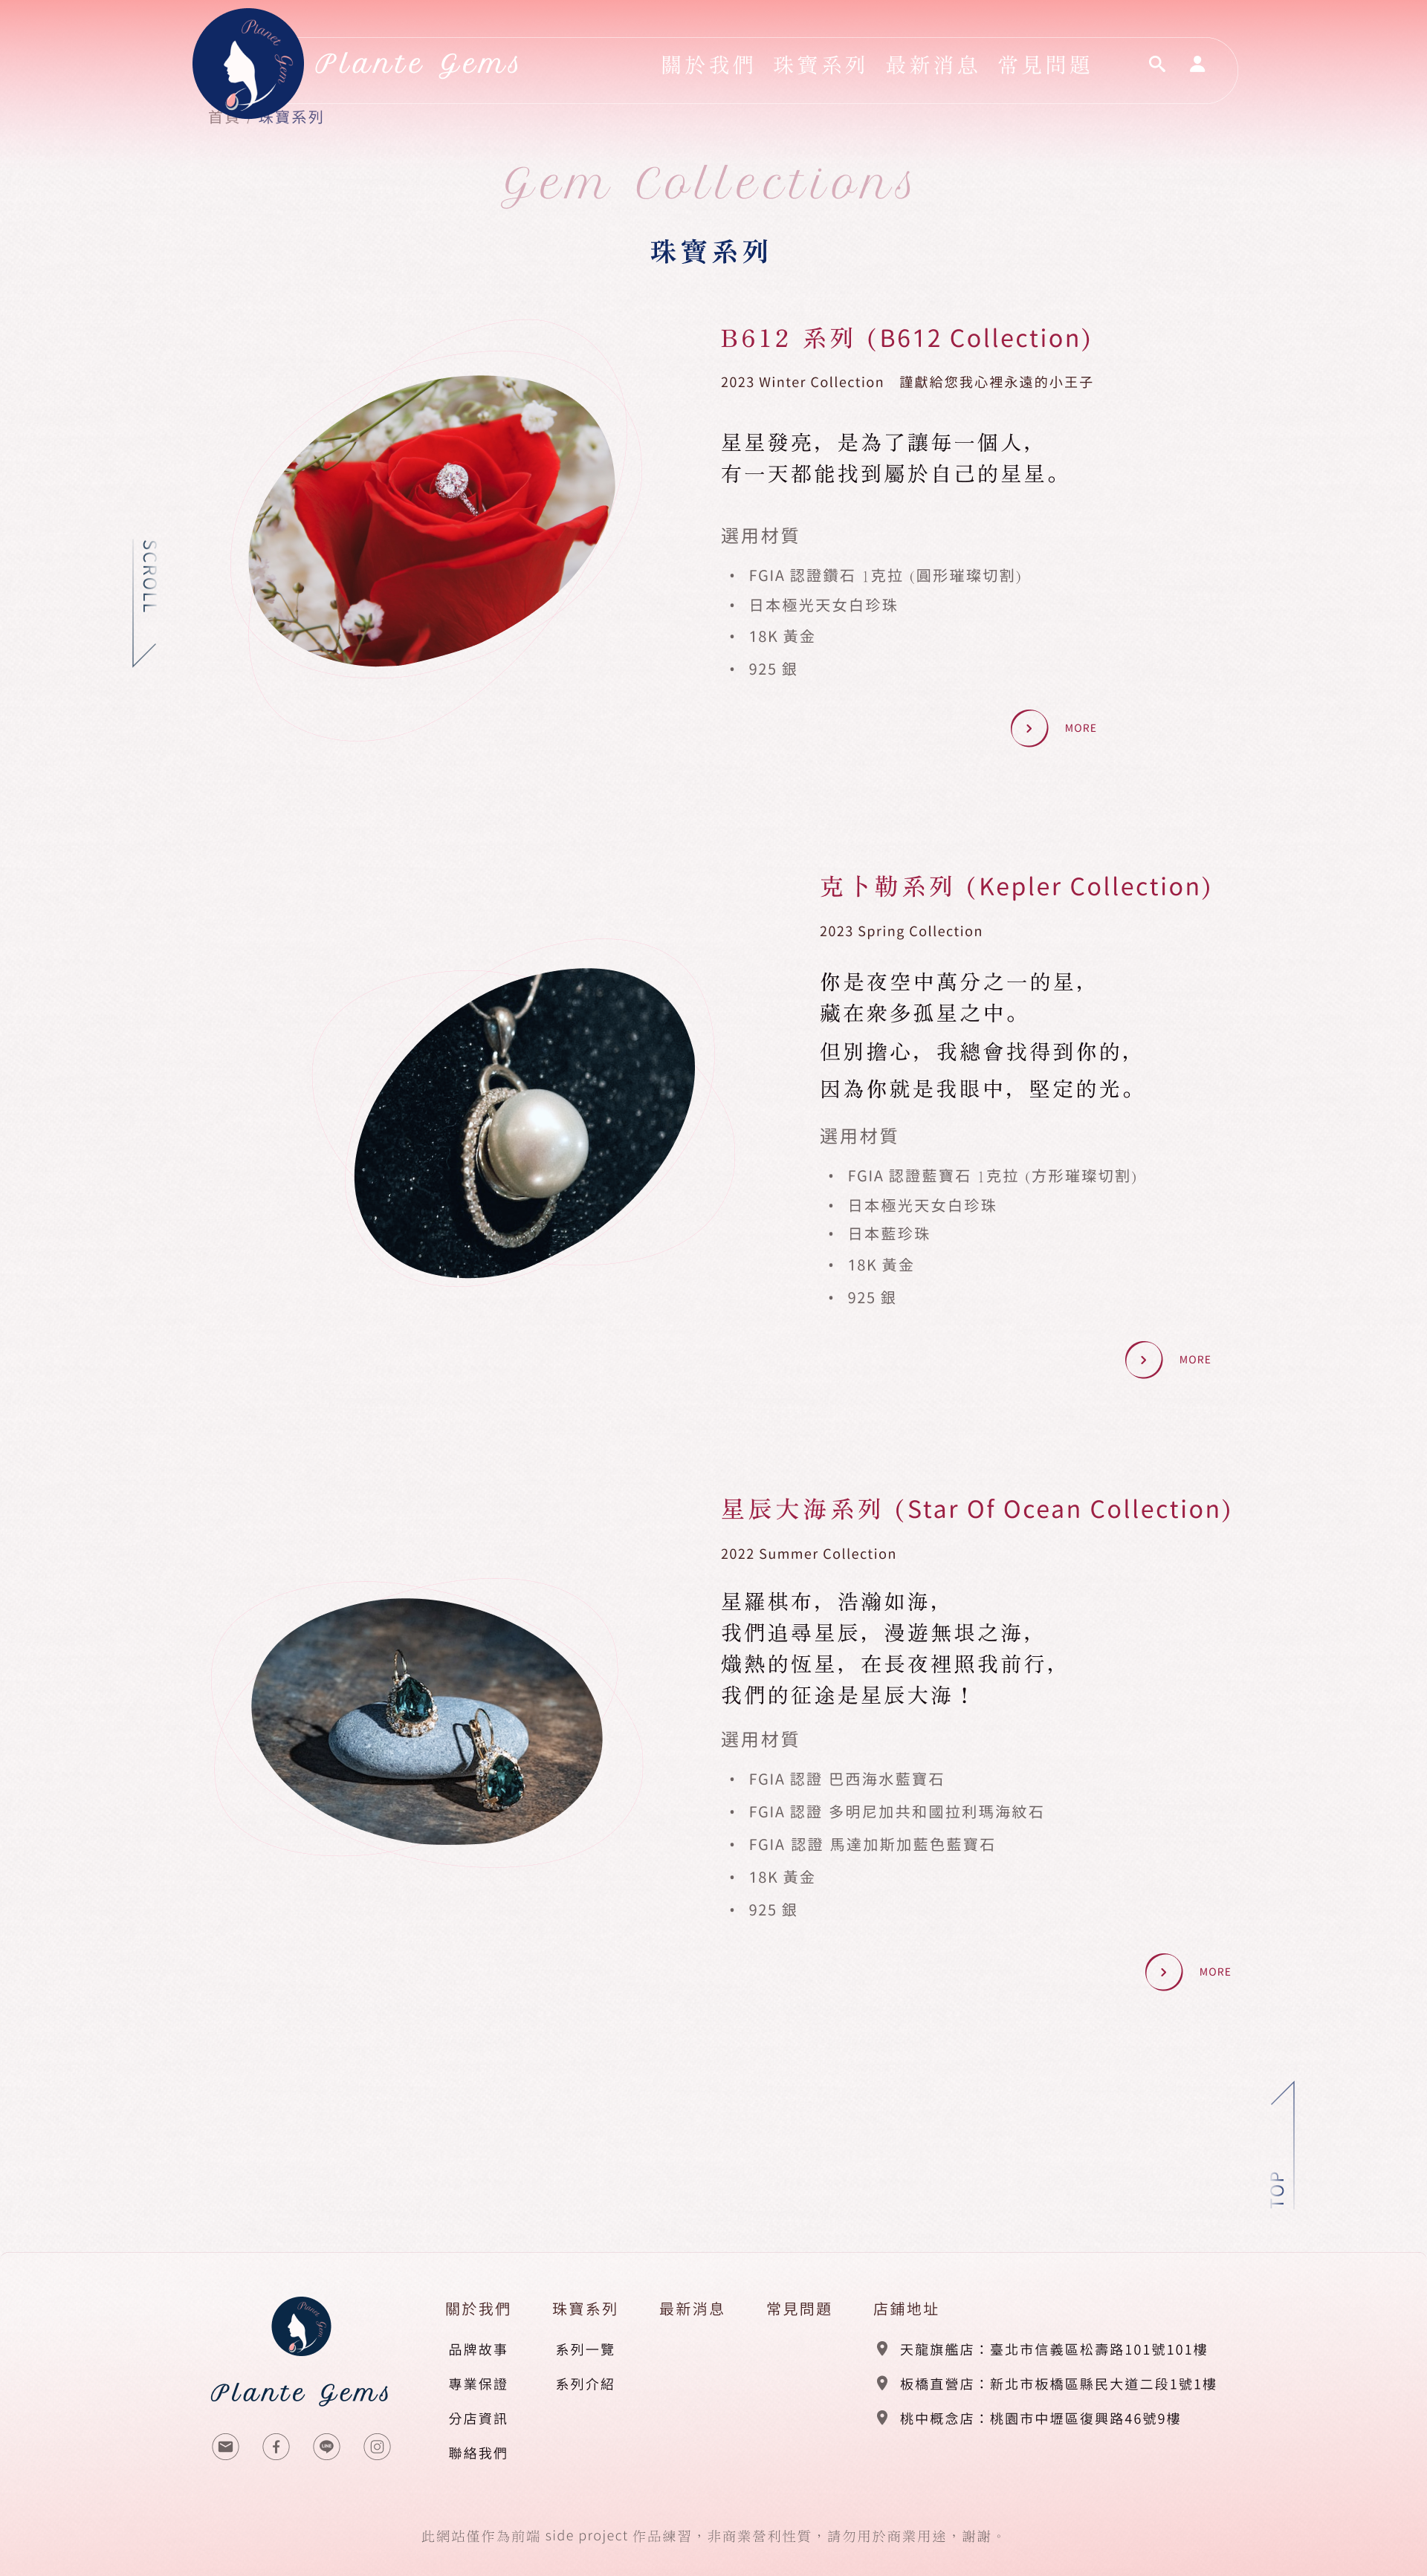 Planet Gem
Plante Gems
關於我們 珠寶系列 最新消息 常見問題
首頁 / 珠寶系列
Gem Collections
珠寶系列
B612 系列 (B612 Collection)
2023 Winter Collection 謹獻給您我心裡永遠的小王子
星星發亮，是為了讓每一個人，
有一天都能找到屬於自己的星星。
選用材質
• FGIA 認證鑽石 1克拉 (圓形璀璨切割)
• 日本極光天女白珍珠
• 18K 黃金
• 925 銀
MORE
SCROLL
克卜勒系列 (Kepler Collection)
2023 Spring Collection
你是夜空中萬分之一的星，
藏在眾多孤星之中。
但別擔心，我總會找得到你的，
因為你就是我眼中，堅定的光。
選用材質
• FGIA 認證藍寶石 1克拉 (方形璀璨切割)
• 日本極光天女白珍珠
• 日本藍珍珠
• 18K 黃金
• 925 銀
MORE
星辰大海系列 (Star Of Ocean Collection)
2022 Summer Collection
星羅棋布，浩瀚如海，
我們追尋星辰，漫遊無垠之海，
熾熱的恆星，在長夜裡照我前行，
我們的征途是星辰大海！
選用材質
• FGIA 認證 巴西海水藍寶石
• FGIA 認證 多明尼加共和國拉利瑪海紋石
• FGIA 認證 馬達加斯加藍色藍寶石
• 18K 黃金
• 925 銀
MORE
TOP
Planet Gem
Plante Gems
關於我們
品牌故事
專業保證
分店資訊
聯絡我們
珠寶系列
系列一覽
系列介紹
最新消息
常見問題
店鋪地址
天龍旗艦店：臺北市信義區松壽路101號101樓
板橋直營店：新北市板橋區縣民大道二段1號1樓
桃中概念店：桃園市中壢區復興路46號9樓
LINE
此網站僅作為前端 side project 作品練習，非商業營利性質，請勿用於商業用途，謝謝。